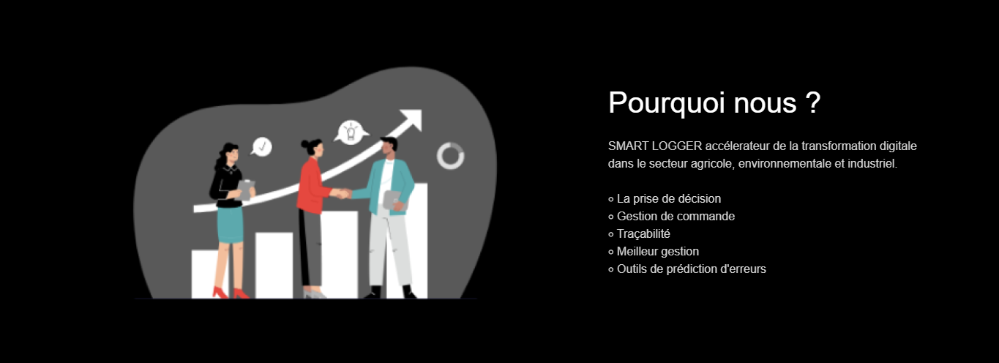 Pourquoi nous ?
SMART LOGGER accélerateur de la transformation digitale
dans le secteur agricole, environnementale et industriel.
∘ La prise de décision
∘ Gestion de commande
∘ Traçabilité
∘ Meilleur gestion
∘ Outils de prédiction d'erreurs